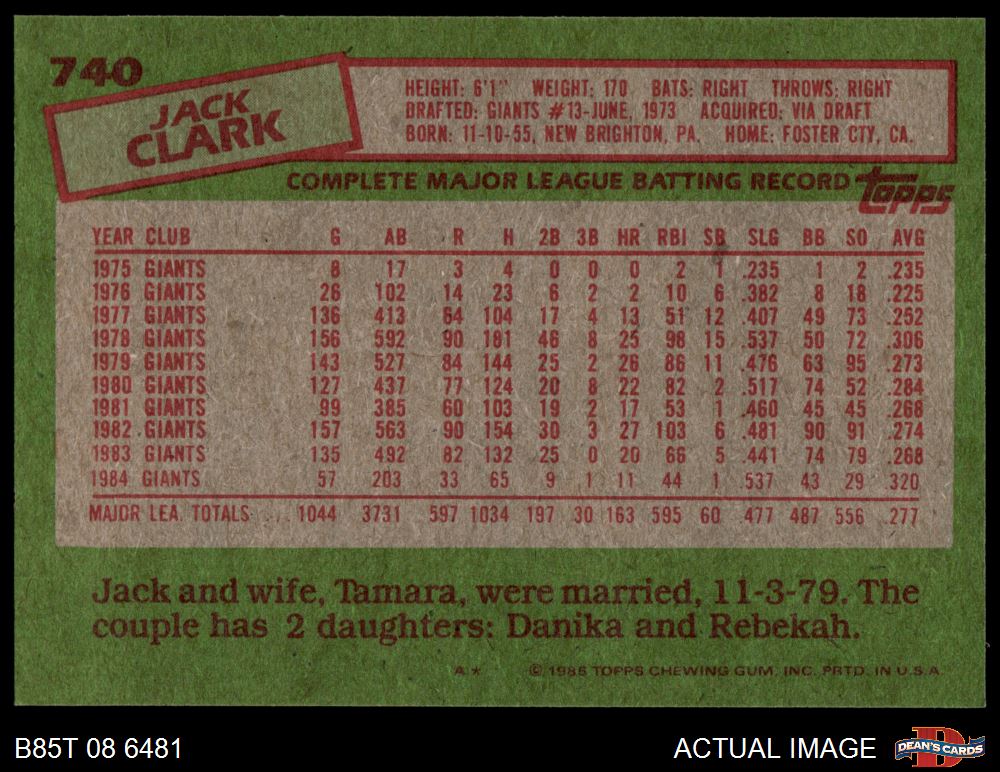 740
JACK
CLARK
HEIGHT: 6'1" WEIGHT: 170 BATS: RIGHT THROWS: RIGHT
DRAFTED: GIANTS #13-JUNE, 1973 ACQUIRED: VIA DRAFT
BORN: 11-10-55, NEW BRIGHTON, PA. HOME: FOSTER CTY, CA.
COMPLETE MAJOR LEAGUE BATTING RECORD topps
YEAR CLUB G AB R H 2B 3B HR RBI SB SLG BB SO AVG
1975 GIANTS 8 17 3 4 0 0 0 2 1 .235 1 2 .235
1976 GIANTS 26 102 14 23 6 2 2 10 6 .382 8 18 .225
1977 GIANTS 136 413 64 104 17 4 13 51 12 .407 49 73 .252
1978 GIANTS 156 592 90 181 46 8 25 98 15 .537 50 72 .306
1979 GIANTS 143 527 84 144 25 2 26 86 11 .476 63 95 .273
1980 GIANTS 127 437 77 124 20 8 22 82 2 .517 74 52 .284
1981 GIANTS 99 385 60 103 19 2 17 53 1 .460 45 45 .268
1982 GIANTS 157 563 90 154 30 3 27 103 6 .481 90 91 .274
1983 GIANTS 135 492 82 132 25 0 20 66 5 .441 74 79 .268
1984 GIANTS 57 203 33 65 9 1 11 44 1 .537 43 29 .320
MAJOR LEA. TOTALS .... 1044 3731 597 1034 197 30 163 595 60 .477 487 556 .277
Jack and wife, Tamara, were married, 11-3-79. The
couple has 2 daughters: Danika and Rebekah.
A* © 1985 TOPPS CHEWING GUM, INC. PRTD. IN U.S.A.
B85T 08 6481 ACTUAL IMAGE D DEAN'S CARDS